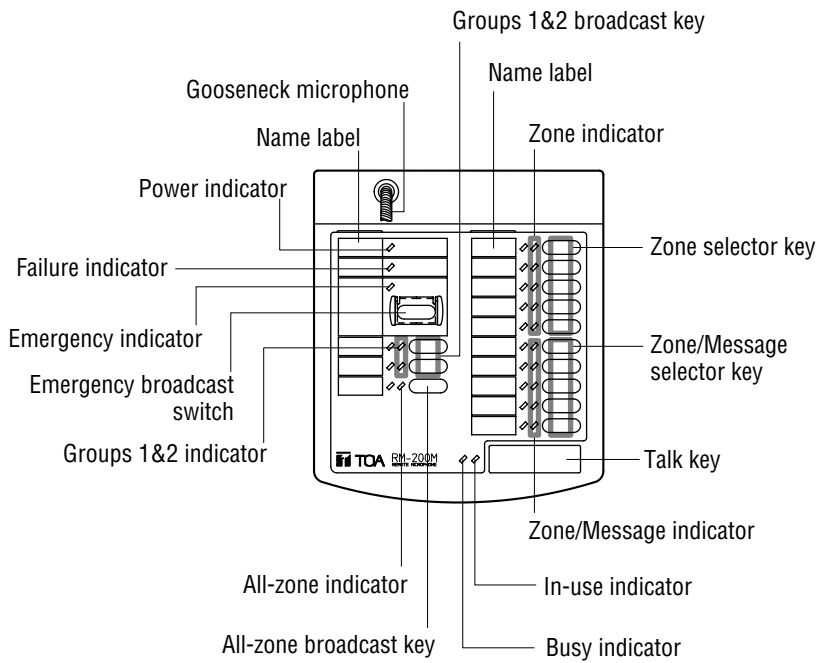 Groups 1&2 broadcast key
Name label
Gooseneck microphone
Zone indicator
Name label
Power indicator
Zone selector key
Failure indicator
Emergency indicator
Zone/Message
selector key
Emergency broadcast
switch
Groups 1&2 indicator
TOA RM-200M
REMOTE MICROPHONE
Talk key
Zone/Message indicator
All-zone indicator
In-use indicator
All-zone broadcast key
Busy indicator